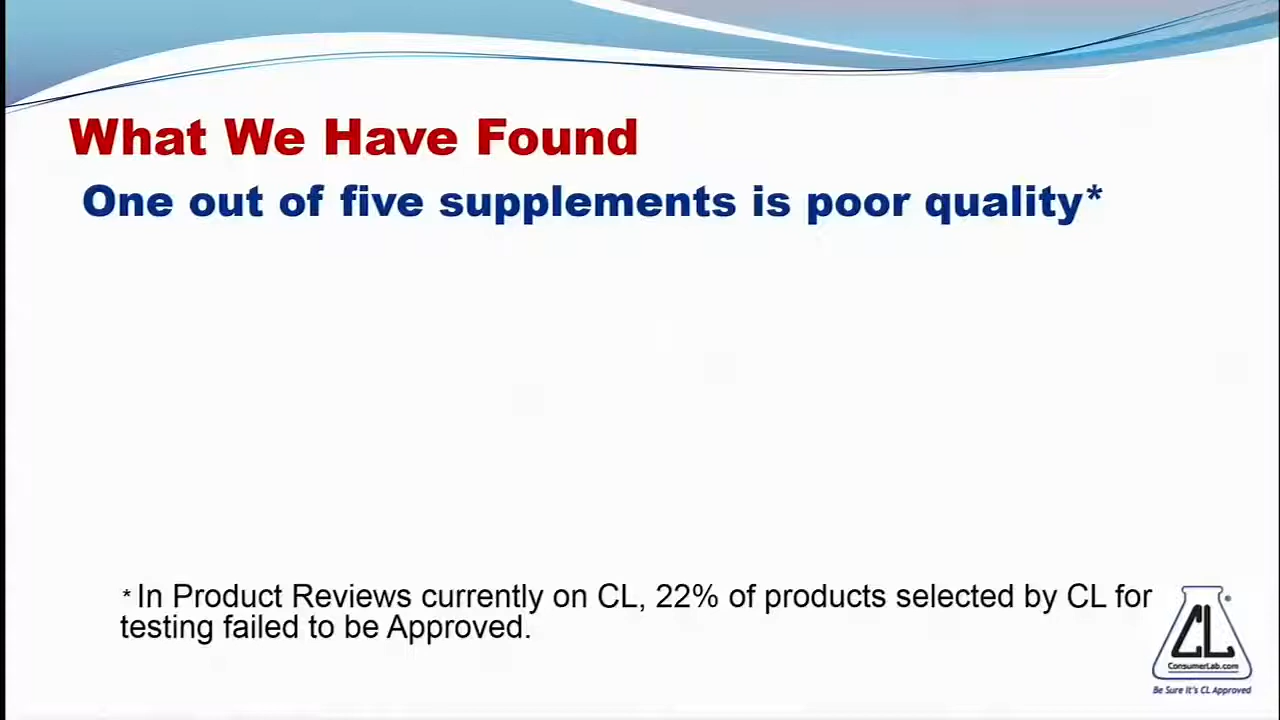 What We Have Found
One out of five supplements is poor quality*
* In Product Reviews currently on CL, 22% of products selected by CL for
testing failed to be Approved.
CL®
ConsumerLab.com
Be Sure It's CL Approved